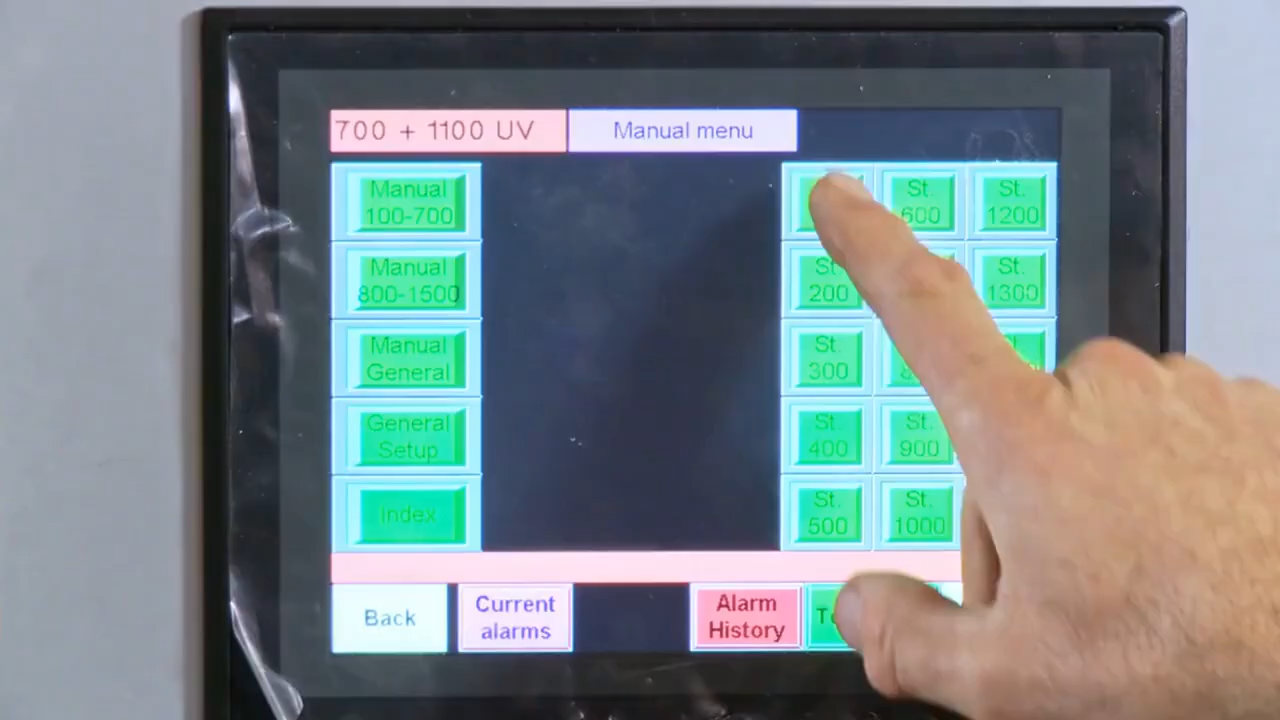 700 + 1100 UV
Manual menu
Manual
100-700
St.
600
St.
1200
Manual
800-1500
St.
200
St.
1300
Manual
General
St.
300
General
Setup
St.
400
St.
900
Index
St.
500
St.
1000
Back
Current
alarms
Alarm
History